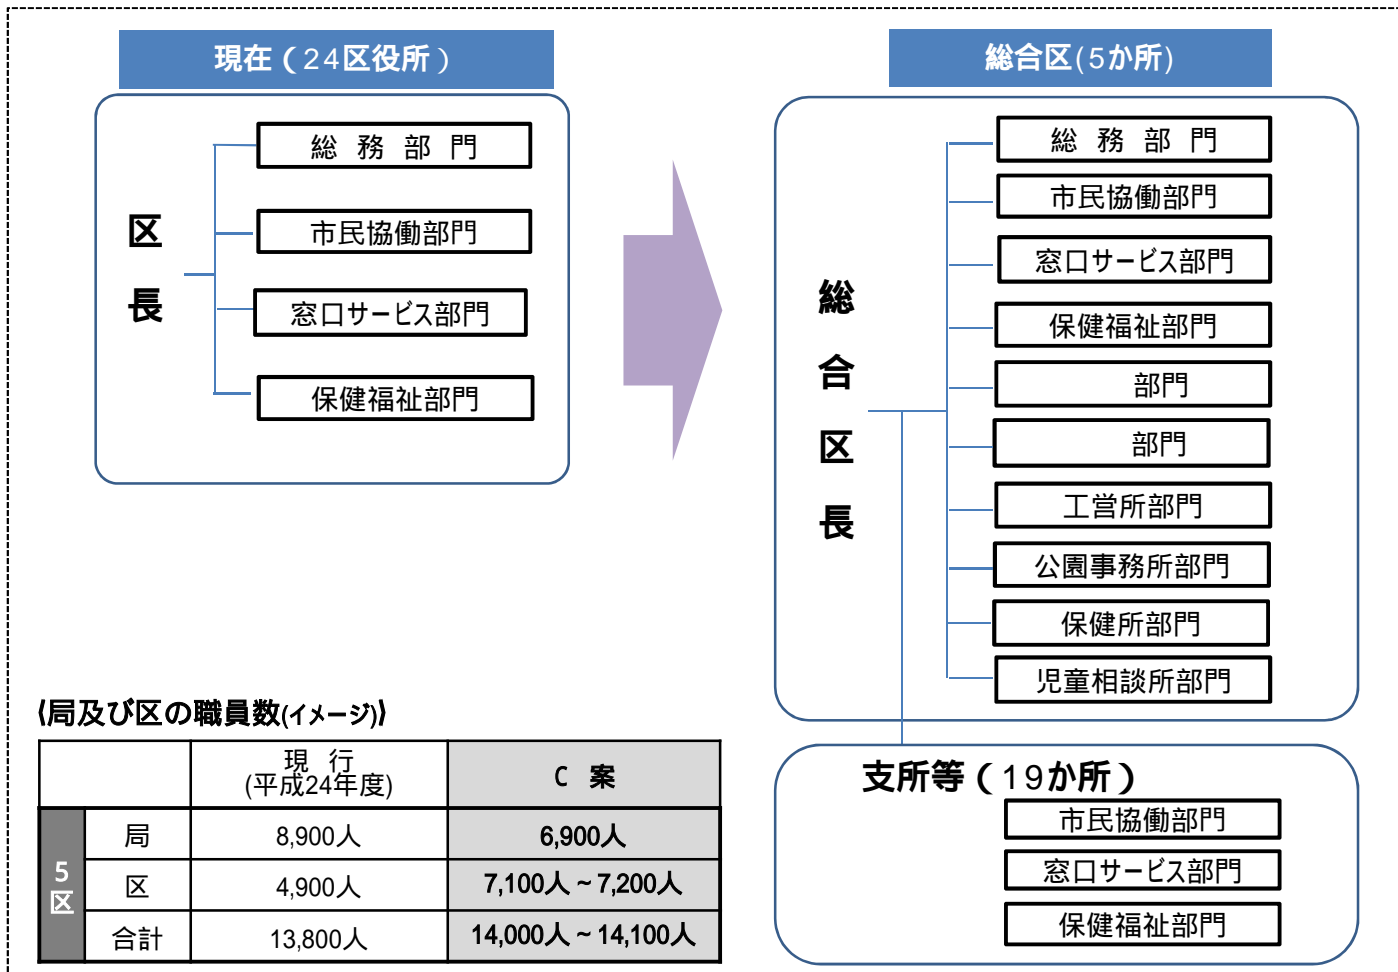 現在（24区役所）
区長
総務部門
市民協働部門
窓口サービス部門
保健福祉部門
総合区(5か所)
総合区長
総務部門
市民協働部門
窓口サービス部門
保健福祉部門
部門
部門
工営所部門
公園事務所部門
保健所部門
児童相談所部門
支所等（19か所）
市民協働部門
窓口サービス部門
保健福祉部門
《局及び区の職員数(イメージ)》
現行
(平成24年度)
C 案
5区
局 8,900人 6,900人
区 4,900人 7,100人～7,200人
合計 13,800人 14,000人～14,100人